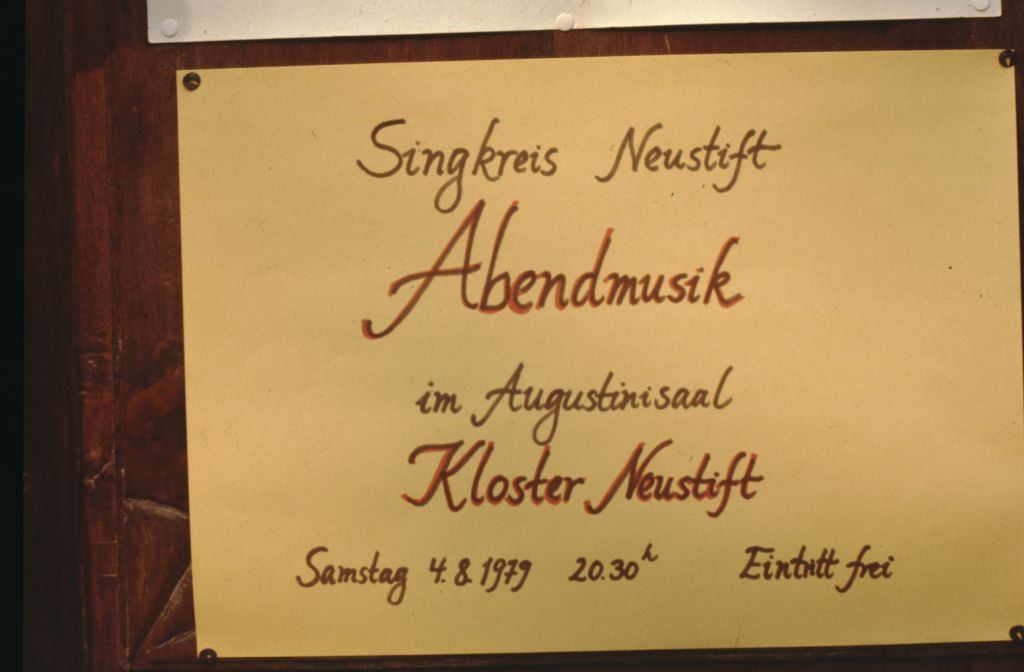 Singkreis Neustift
Abendmusik
im Augustinisaal
Kloster Neustift
Samstag 4.8.1979 20.30h Eintritt frei